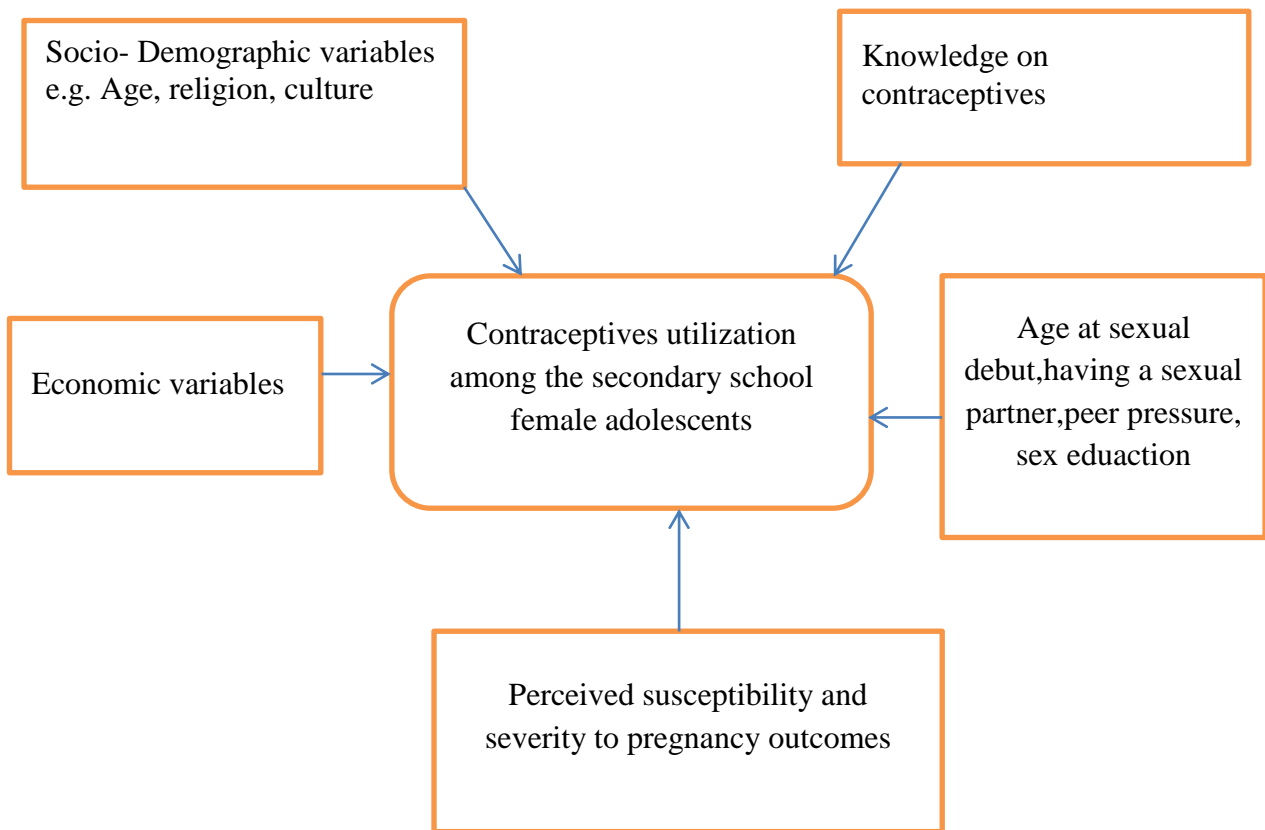 Socio- Demographic variables
e.g. Age, religion, culture
Knowledge on
contraceptives
Economic variables
Contraceptives utilization
among the secondary school
female adolescents
Age at sexual
debut,having a sexual
partner,peer pressure,
sex eduaction
Perceived susceptibility and
severity to pregnancy outcomes